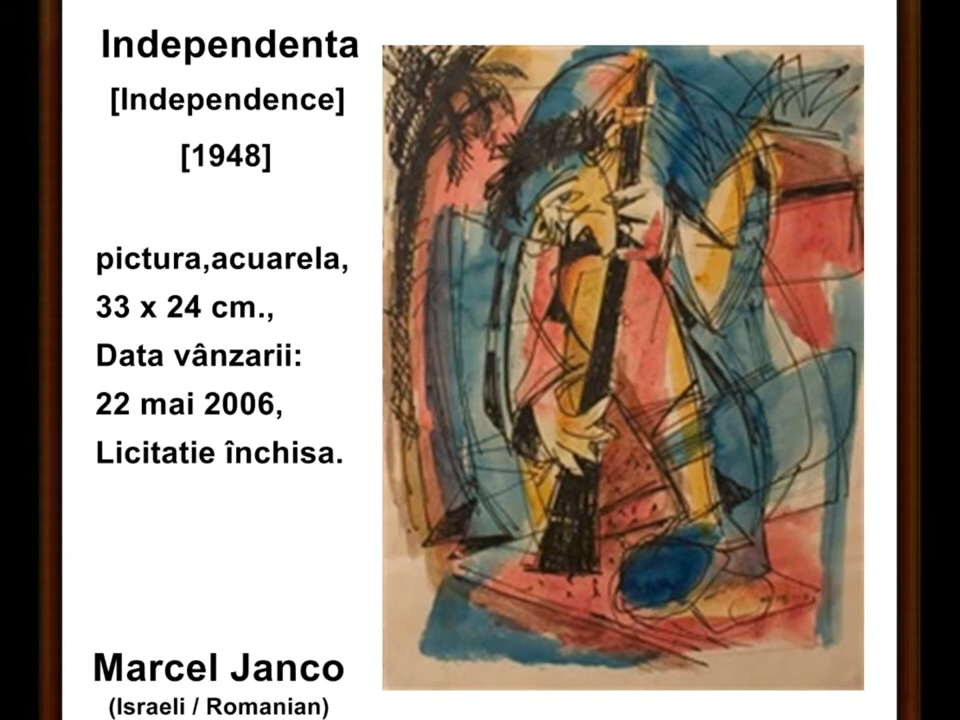 Independenta
[Independence]
[1948]
pictura,acuarela,
33 x 24 cm.,
Data vânzarii:
22 mai 2006,
Licitatie închisa.
Marcel Janco
(Israeli / Romanian)